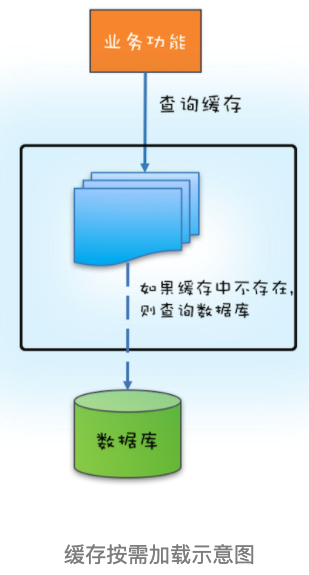 业务功能
查询缓存
如果缓存中不存在,
则查询数据库
数据库
缓存按需加载示意图